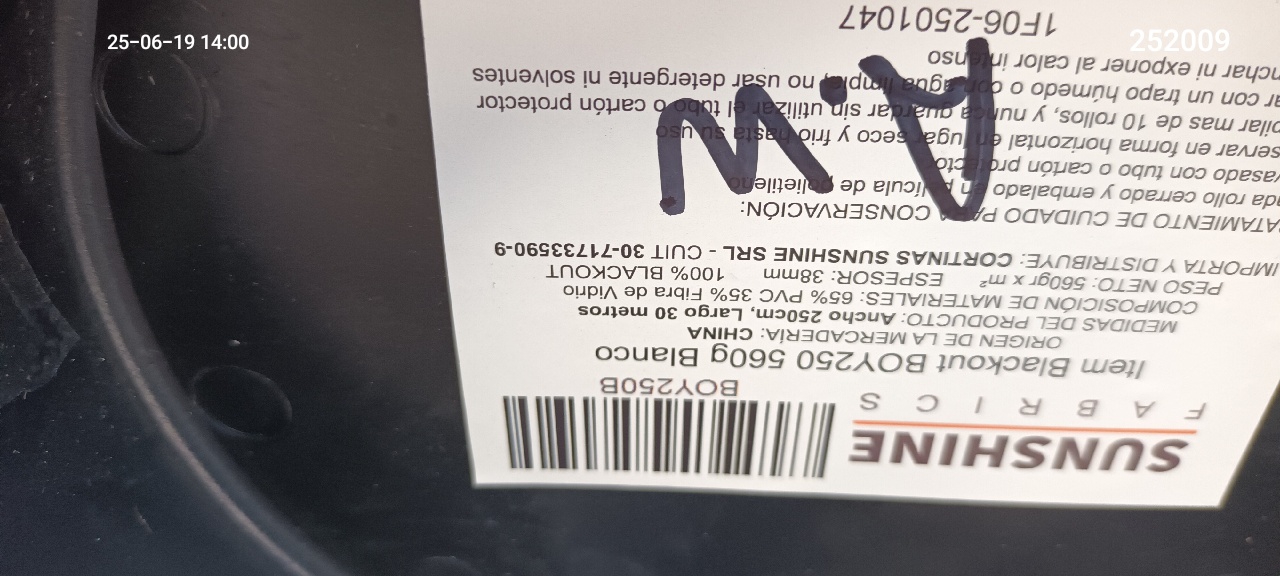 25-06-19 14:00
252009
SUNSHINE
FABRICS
BOY250B
Item Blackout BOY250 560g Blanco
ORIGEN DE LA MERCADERÍA: CHINA
MEDIDAS DEL PRODUCTO: Ancho 250cm, Largo 30 metros
COMPOSICIÓN DE MATERIALES: 65% PVC 35% Fibra de Vidrio
PESO NETO: 560gr x m² ESPESOR: 38mm 100% BLACKOUT
IMPORTA Y DISTRIBUYE: CORTINAS SUNSHINE SRL - CUIT 30-71733590-9
ATAMIENTO DE CUIDADO PARA CONSERVACIÓN:
ada rollo cerrado y embalado en película de polietileno
vasado con tubo o cartón protector
servar en forma horizontal en lugar seco y frio hasta su uso
pilar mas de 10 rollos, y nunca guardar sin utilizar el tubo o cartón protector
ar con un trapo húmedo o con agua limpia, no usar detergente ni solventes
nchar ni exponer al calor intenso
1F06-2501047